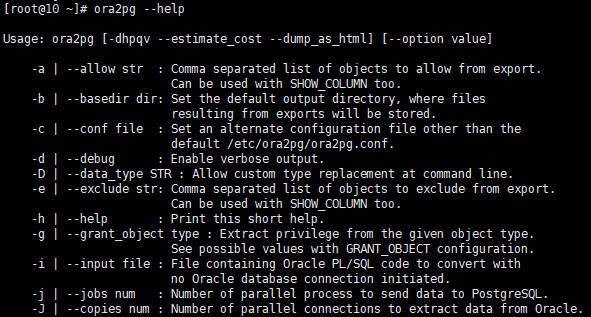 [root@10 ~]# ora2pg --help
Usage: ora2pg [-dhpqv --estimate_cost --dump_as_html] [--option value]
-a | --allow str  : Comma separated list of objects to allow from export.
Can be used with SHOW_COLUMN too.
-b | --basedir dir: Set the default output directory, where files
resulting from exports will be stored.
-c | --conf file  : Set an alternate configuration file other than the
default /etc/ora2pg/ora2pg.conf.
-d | --debug      : Enable verbose output.
-D | --data_type STR : Allow custom type replacement at command line.
-e | --exclude str: Comma separated list of objects to exclude from export.
Can be used with SHOW_COLUMN too.
-h | --help       : Print this short help.
-g | --grant_object type : Extract privilege from the given object type.
See possible values with GRANT_OBJECT configuration.
-i | --input file : File containing Oracle PL/SQL code to convert with
no Oracle database connection initiated.
-j | --jobs num   : Number of parallel process to send data to PostgreSQL.
-J | --copies num : Number of parallel connections to extract data from Oracle.